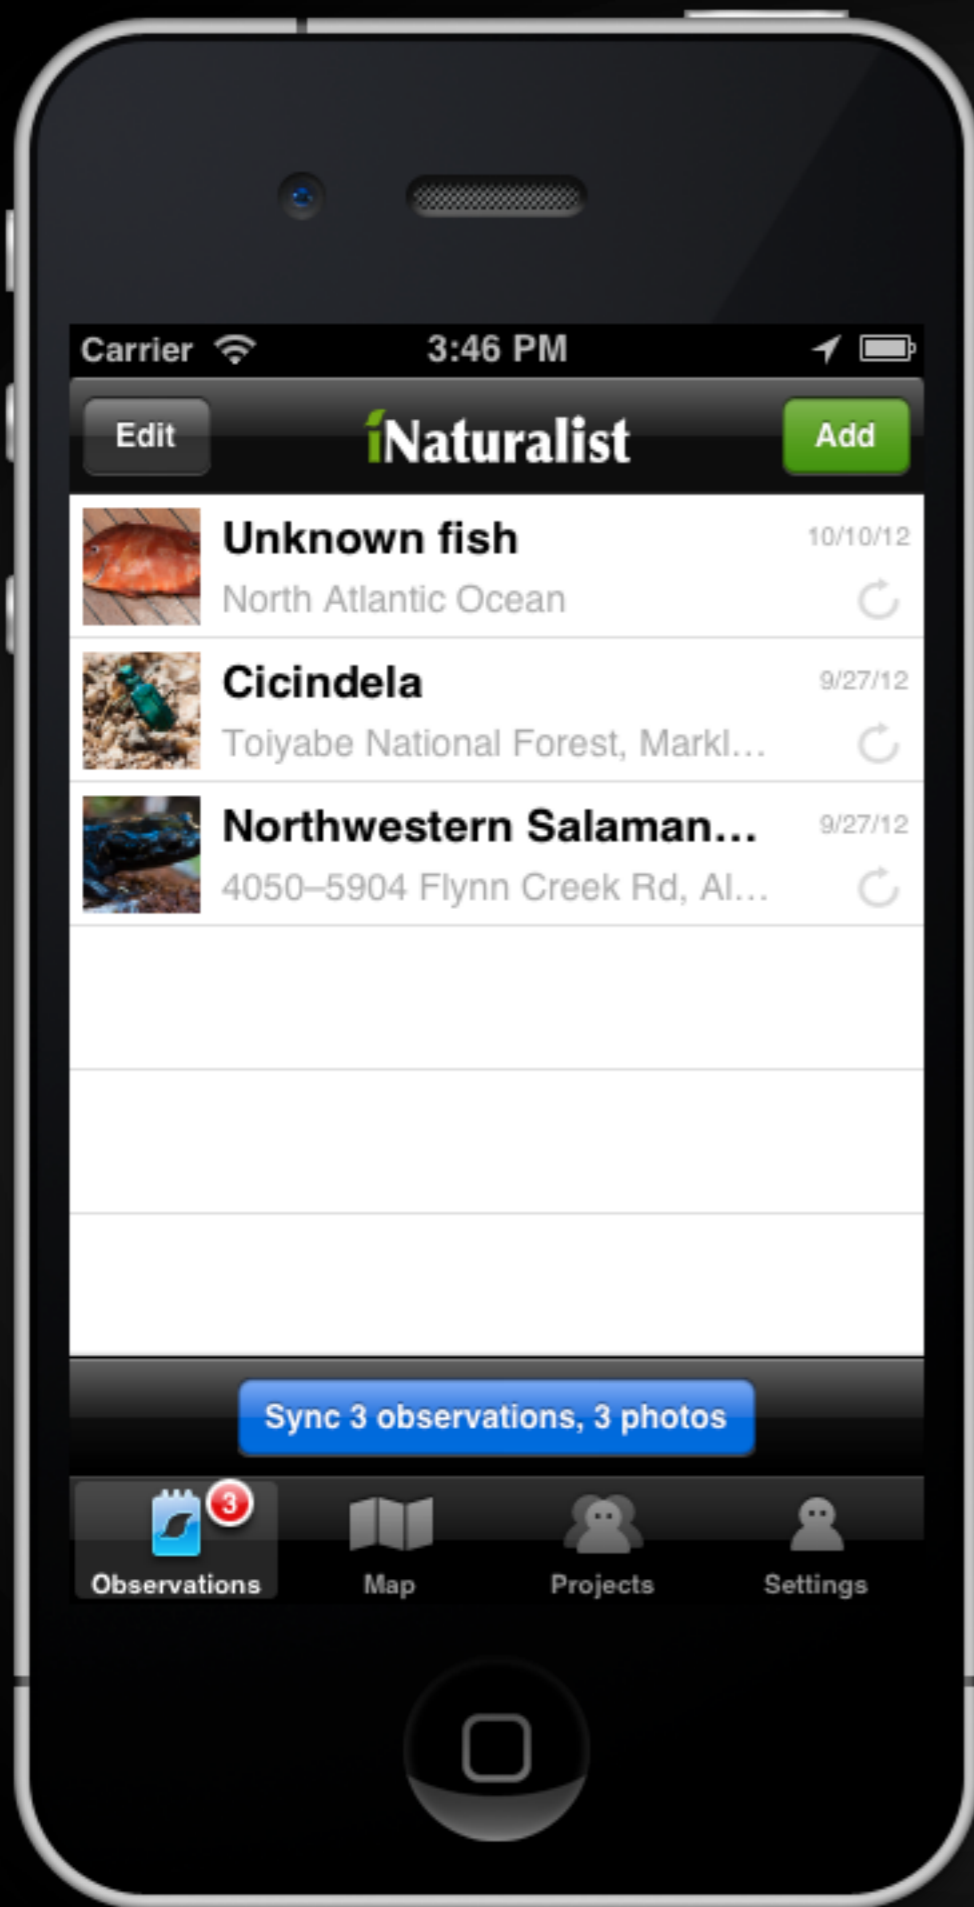 Carrier 3:46 PM
Edit iNaturalist Add
Unknown fish 10/10/12
North Atlantic Ocean
Cicindela 9/27/12
Toiyabe National Forest, Markl...
Northwestern Salaman... 9/27/12
4050–5904 Flynn Creek Rd, Al...
Sync 3 observations, 3 photos
3
Observations Map Projects Settings